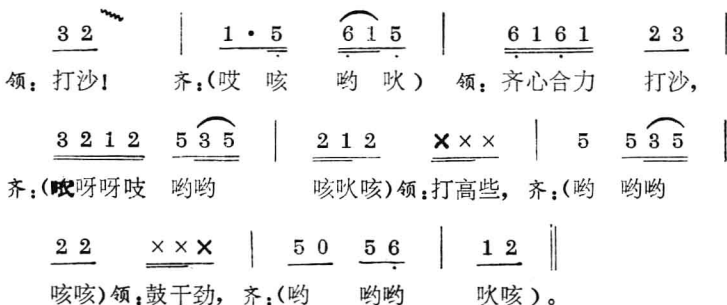 3 2 | 1 · 5 6 1 5 | 6 1 6 1 2 3 |
领：打沙！ 齐：(哎 咳 哟 吙) 领：齐心合力 打沙，
3 2 1 2 5 3 5 | 2 1 2 × × × | 5 5 3 5 |
齐：( 呀呀吱 哟哟 咳吙咳)领：打高些，齐：(哟 哟哟
2 2 × × × | 5 0 5 6 | 1 2 ‖
咳咳)领：鼓干劲，齐：(哟 哟哟 吙咳)。